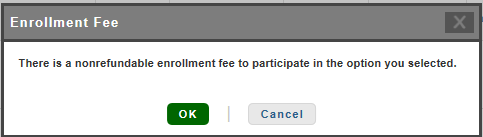 Enrollment Fee X
There is a nonrefundable enrollment fee to participate in the option you selected.
OK | Cancel